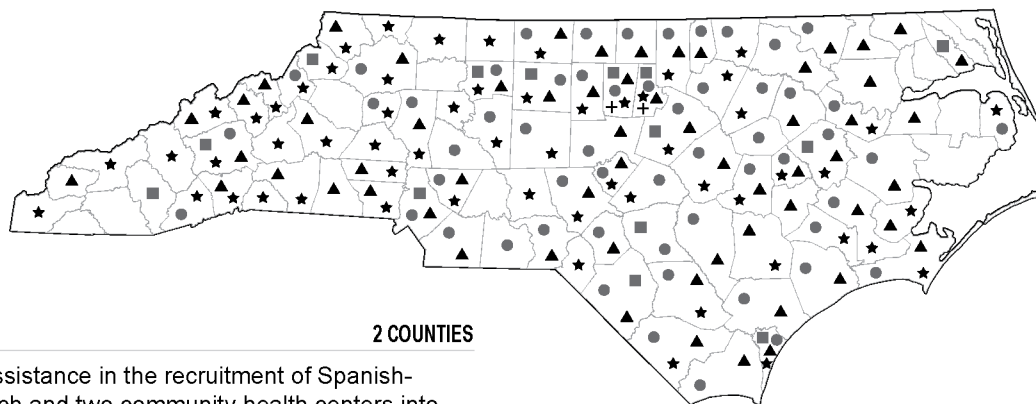 2 COUNTIES
ssistance in the recruitment of Spanish-
ch and two community health centers into